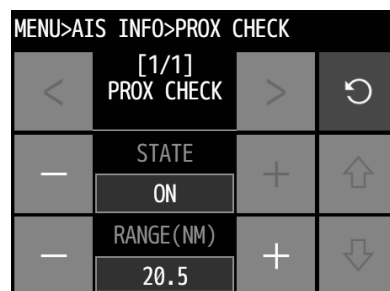 MENU>AIS INFO>PROX CHECK
[1/1]
PROX CHECK
STATE
ON
RANGE(NM)
20.5